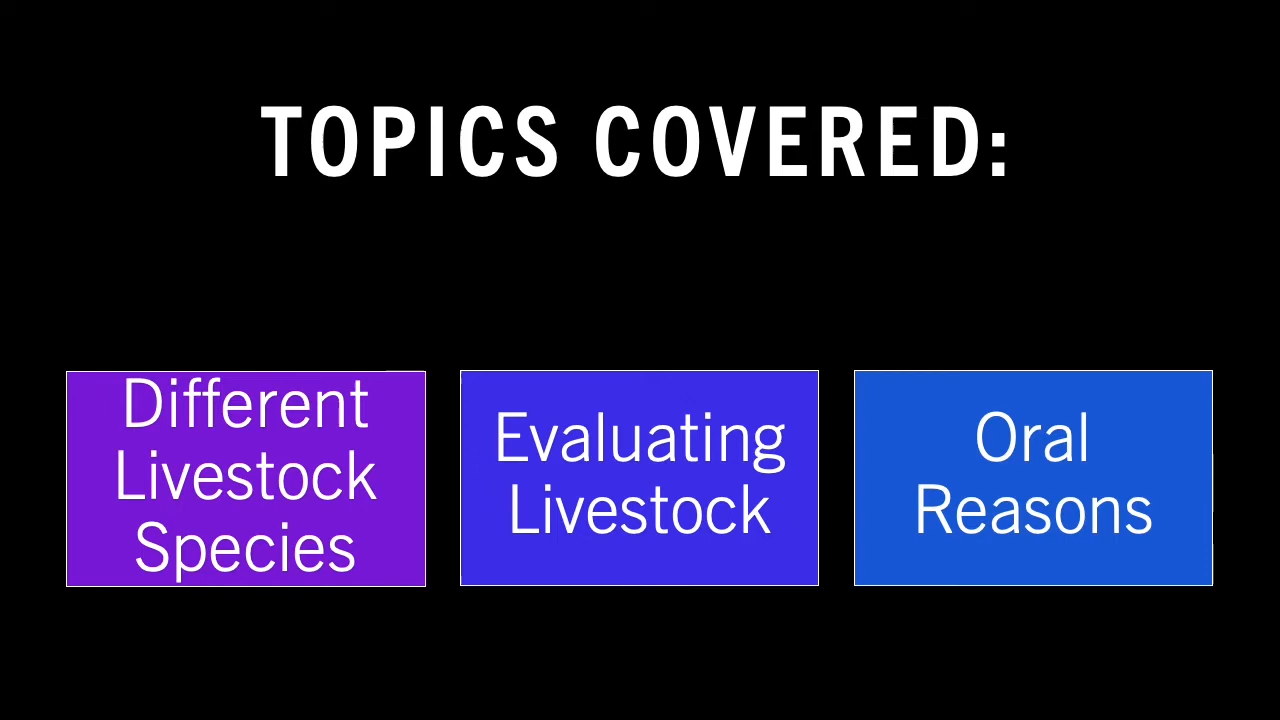 TOPICS COVERED:
Different
Livestock
Species
Evaluating
Livestock
Oral
Reasons